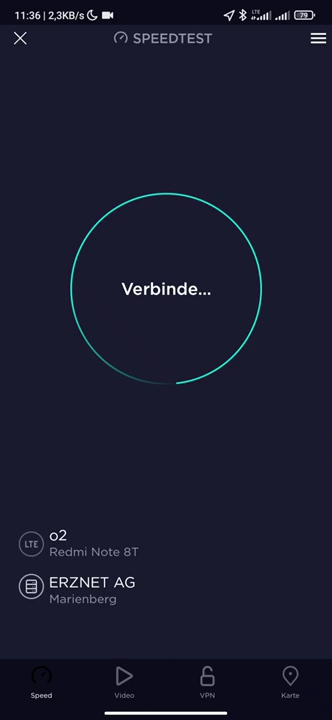 11:36 | 2,3KB/s
LTE
79
SPEEDTEST
Verbinde...
LTE
o2
Redmi Note 8T
ERZNET AG
Marienberg
Speed
Video
VPN
Karte